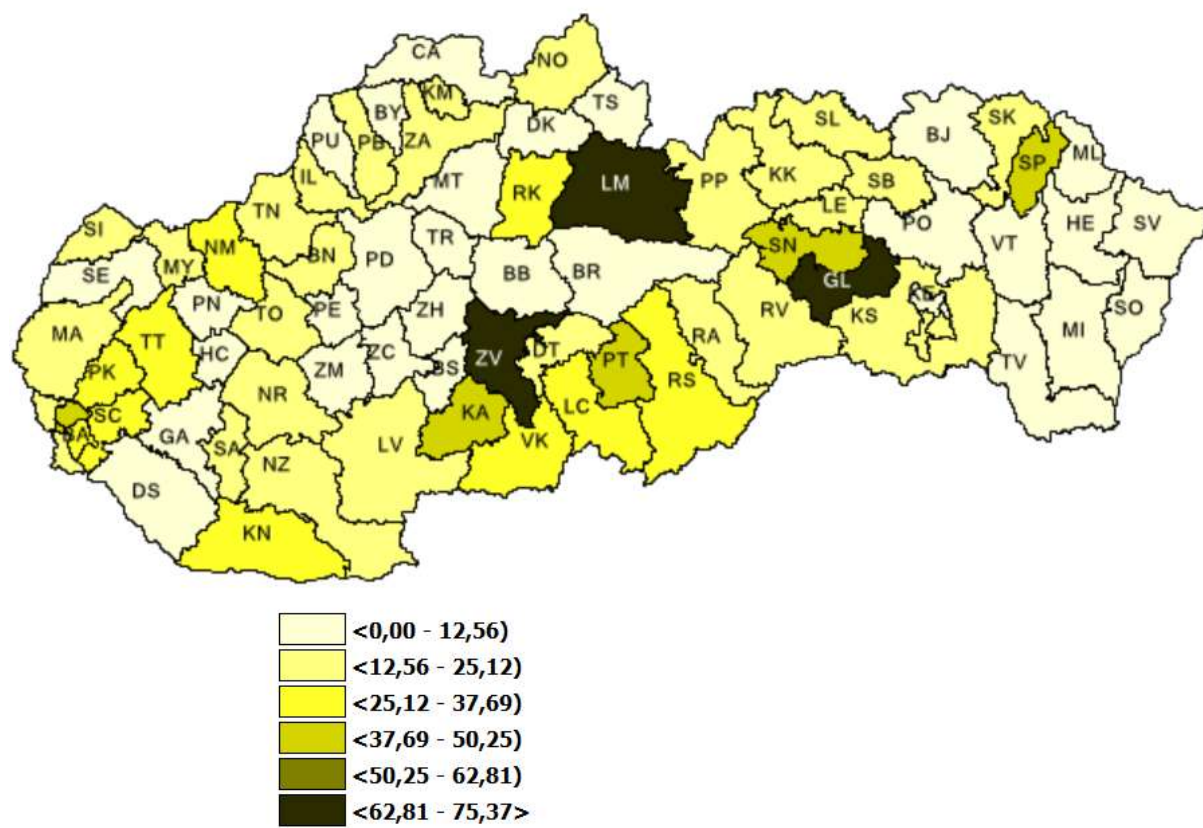 CA
NO
KM
TS
BY
DK
PU
PB
ZA
SL
BJ
SK
ML
SP
IL
MT
RK
LM
PP
KK
SB
LE
PO
HE
SV
TN
SI
NM
TR
SN
VT
MY
BN
PD
BB
BR
SE
GL
PN
PE
ZH
KE
RV
KS
SO
TO
MA
TT
RA
MI
HC
ZC
ZV
DT
PT
TV
PK
ZM
BS
RS
NR
SC
KA
LC
BA
GA
SA
LV
VK
NZ
DS
KN
<0,00 - 12,56)
<12,56 - 25,12)
<25,12 - 37,69)
<37,69 - 50,25)
<50,25 - 62,81)
<62,81 - 75,37>